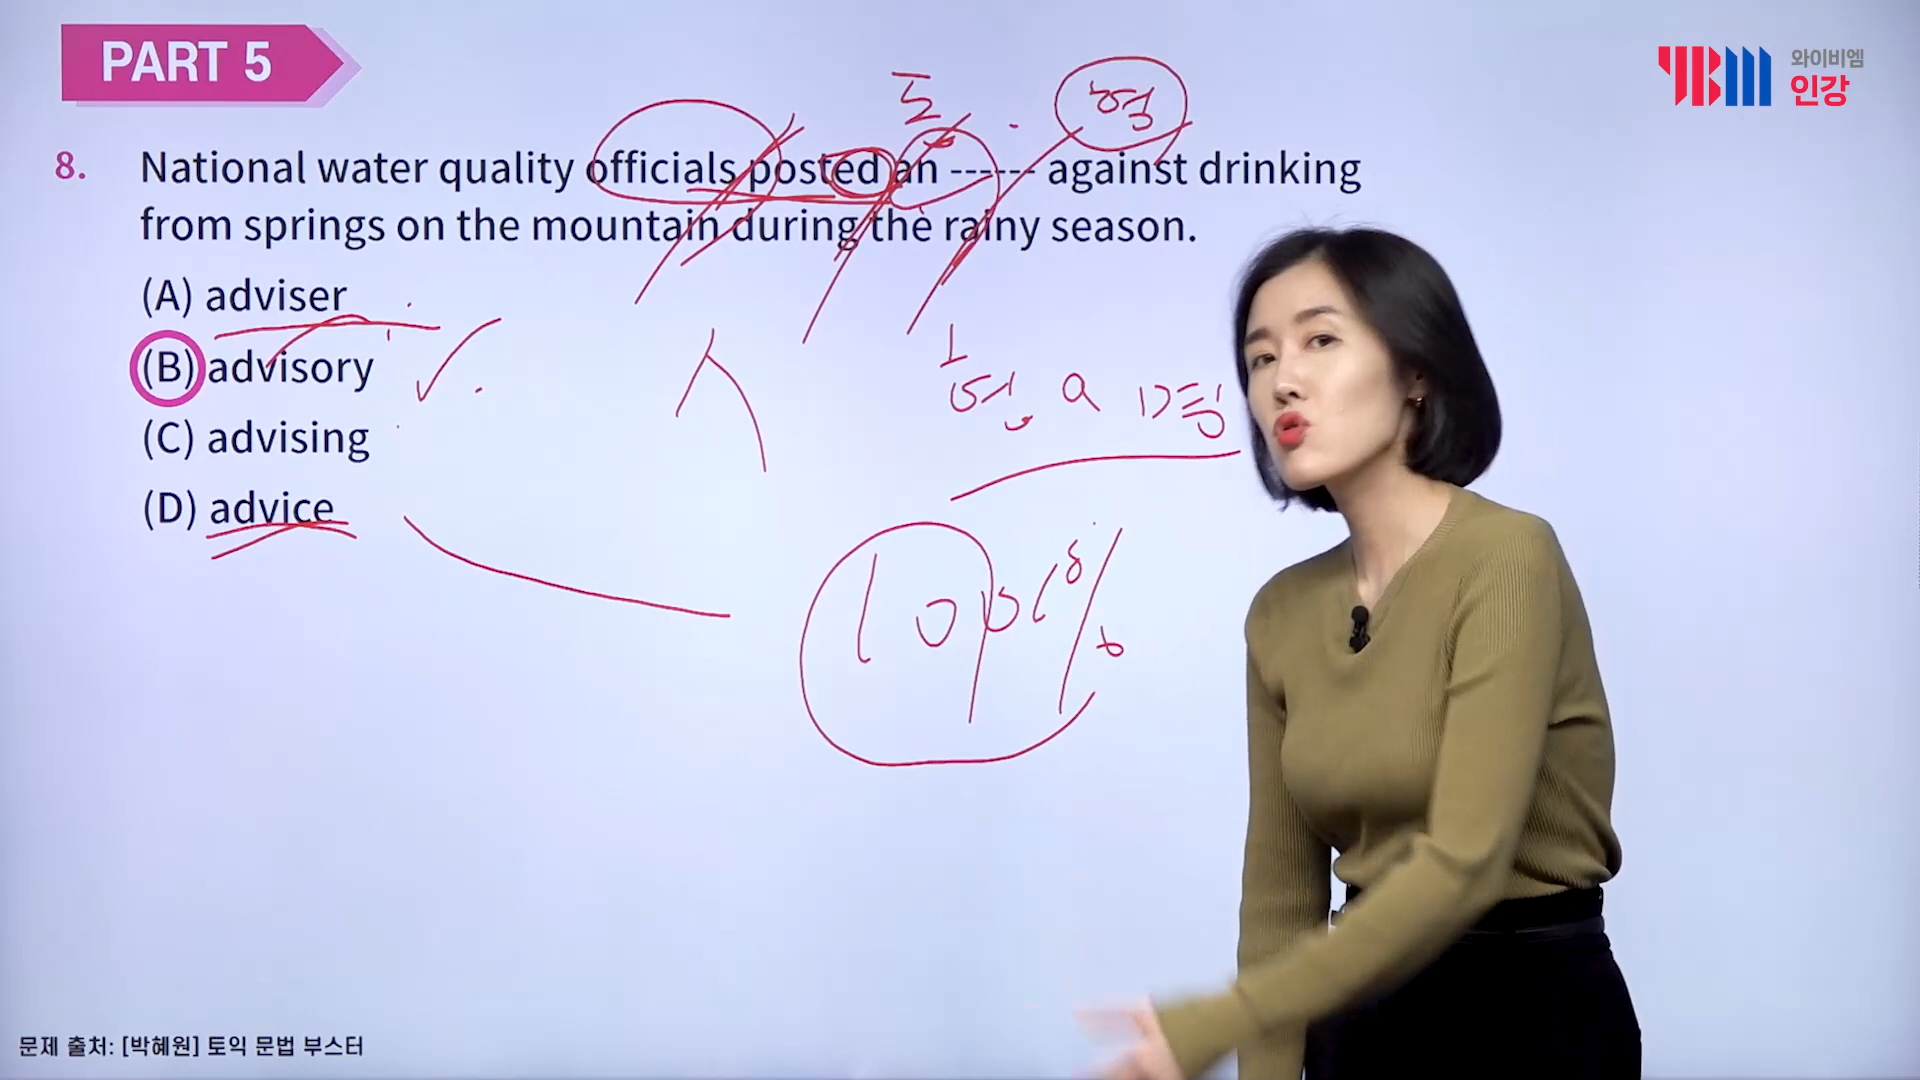 PART 5
YBM 와이비엠
인강
8. National water quality officials posted an ------ against drinking
from springs on the mountain during the rainy season.
(A) adviser
(B) advisory
(C) advising
(D) advice
문제 출처: [박혜원] 토익 문법 부스터